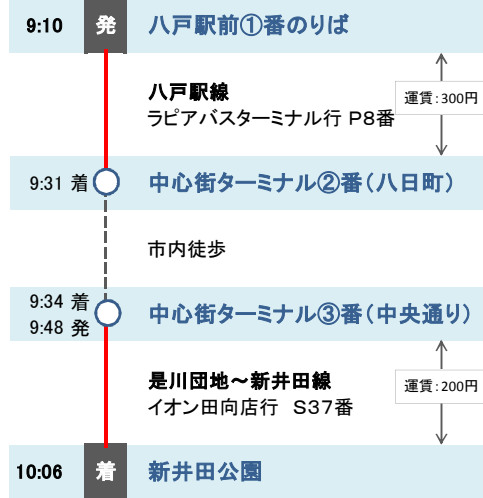 9:10 発 八戸駅前①番のりば
八戸駅線
ラピアバスターミナル行 P8番
運賃：300円
9:31 着 中心街ターミナル②番（八日町）
市内徒歩
9:34 着
9:48 発
中心街ターミナル③番（中央通り）
是川団地～新井田線
イオン田向店行　S37番
運賃：200円
10:06 着 新井田公園